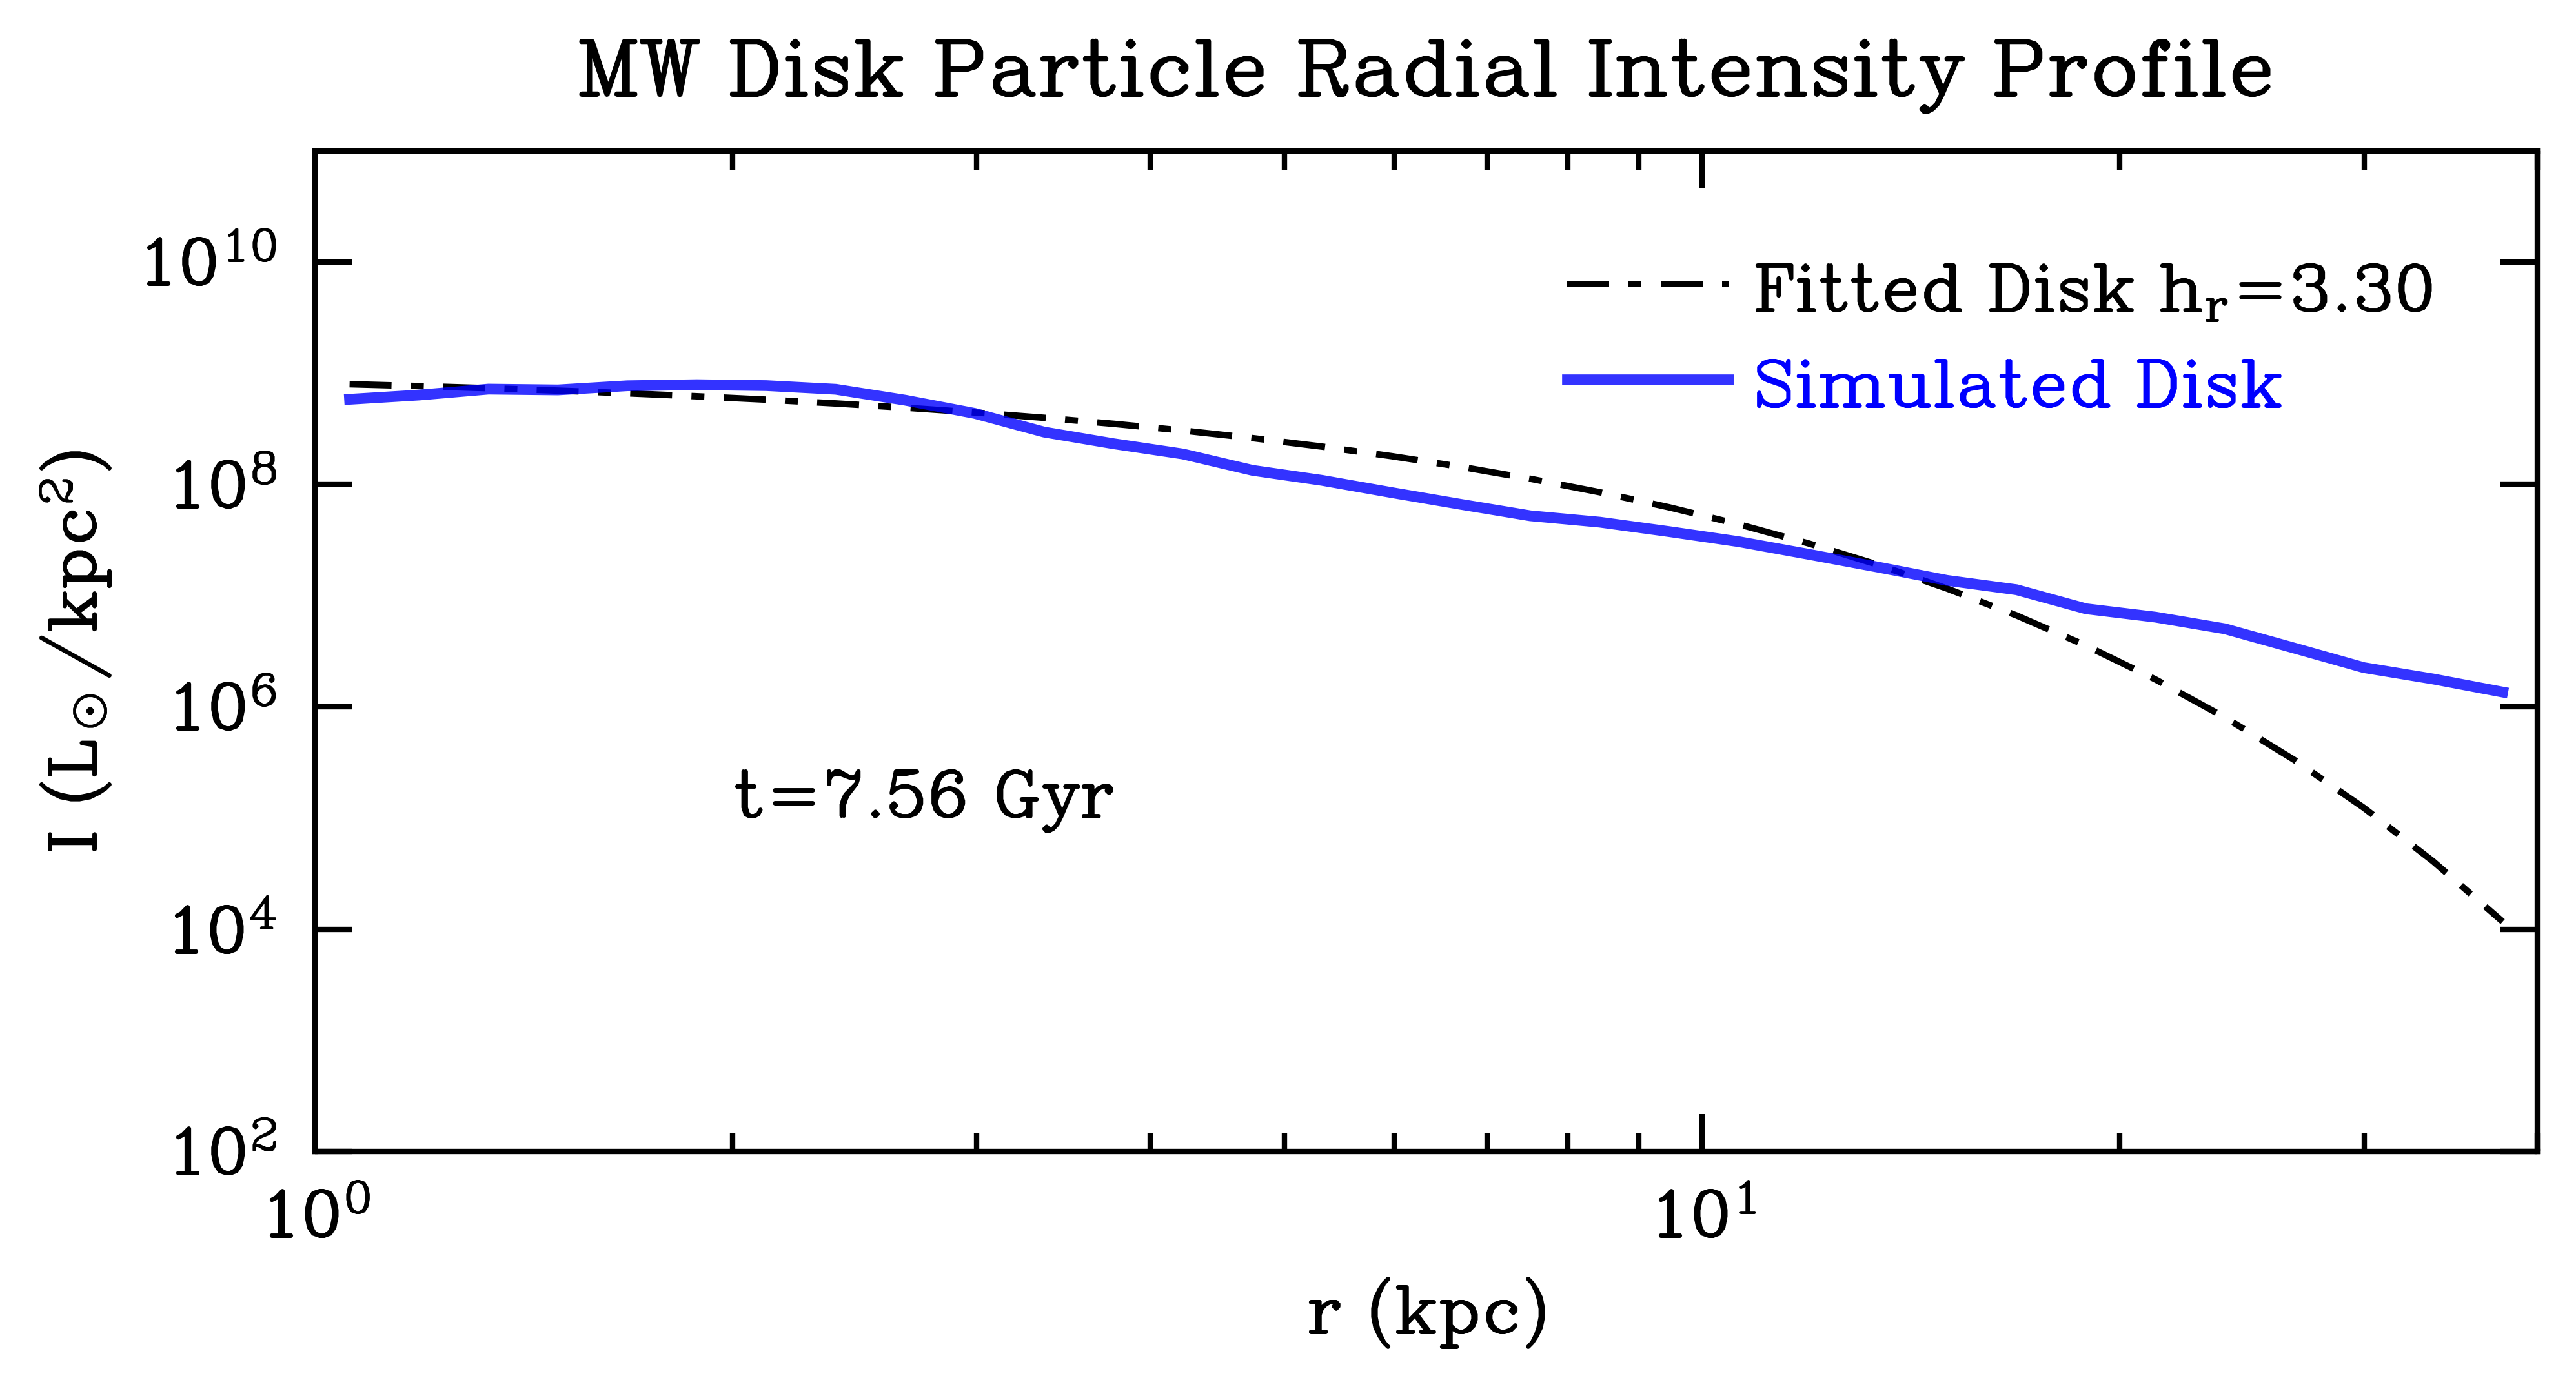 MW Disk Particle Radial Intensity Profile
I (L⊙/kpc²)
10¹⁰
10⁸
10⁶
10⁴
10²
Fitted Disk hᵣ=3.30
Simulated Disk
t=7.56 Gyr
10⁰
10¹
r (kpc)